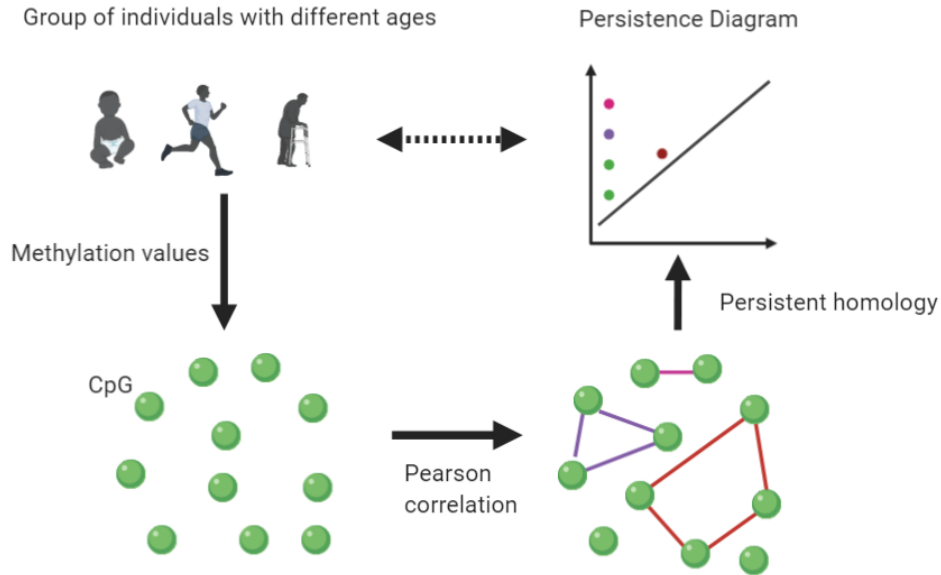 Group of individuals with different ages
Persistence Diagram
Methylation values
Persistent homology
CpG
Pearson
correlation